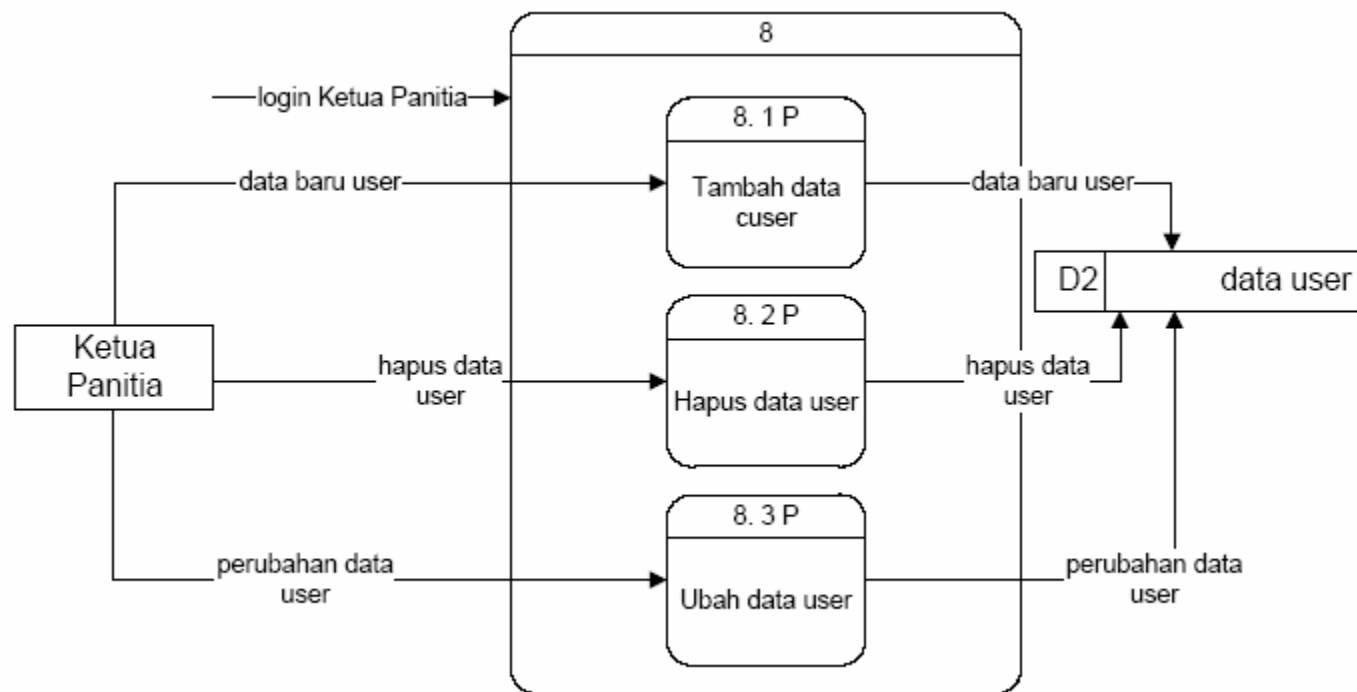 8
login Ketua Panitia
8. 1 P
data baru user
Tambah data
cuser
data baru user
D2
data user
Ketua
Panitia
8. 2 P
hapus data
user
Hapus data user
hapus data
user
8. 3 P
perubahan data
user
Ubah data user
perubahan data
user